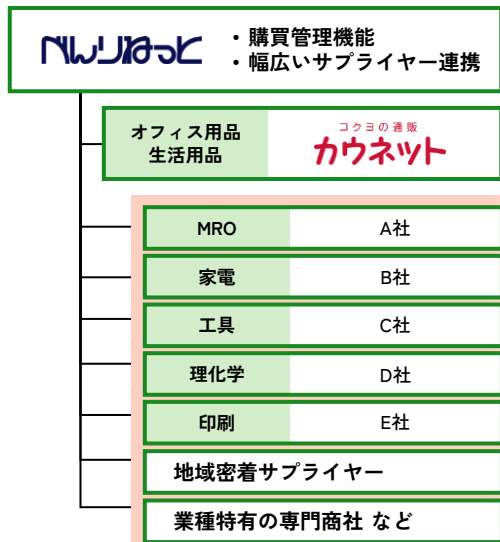 べんりねっと
・購買管理機能
・幅広いサプライヤー連携
オフィス用品
生活用品
コクヨの通販
カウネット
MRO
A社
家電
B社
工具
C社
理化学
D社
印刷
E社
地域密着サプライヤー
業種特有の専門商社 など